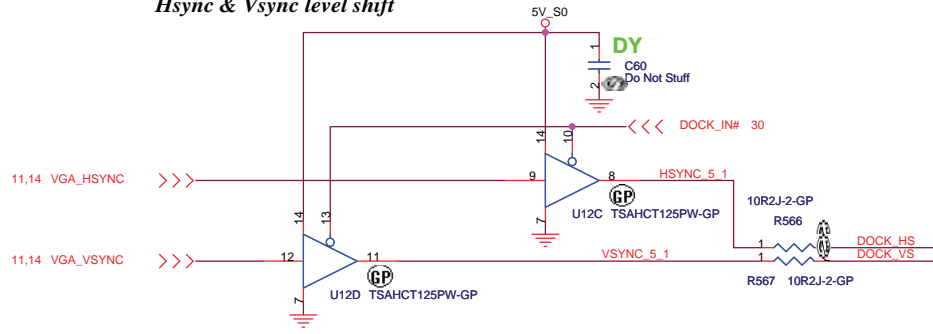 Hsync & Vsync level shift
5V_S0
1
DY
C60
Do Not Stuff
2
14
10
DOCK_IN# 30
11,14 VGA_HSYNC
9
8
HSYNC_5_1
GP
10R2J-2-GP
U12C TSAHCT125PW-GP
R566
7
14
13
1
DOCK_HS
11,14 VGA_VSYNC
12
11
VSYNC_5_1
1
DOCK_VS
GP
R567 10R2J-2-GP
U12D TSAHCT125PW-GP
7